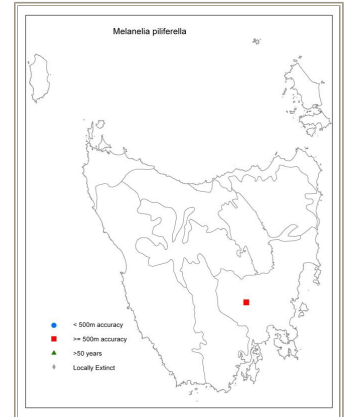 Melanelia piliferella
< 500m accuracy
>= 500m accuracy
>50 years
Locally Extinct